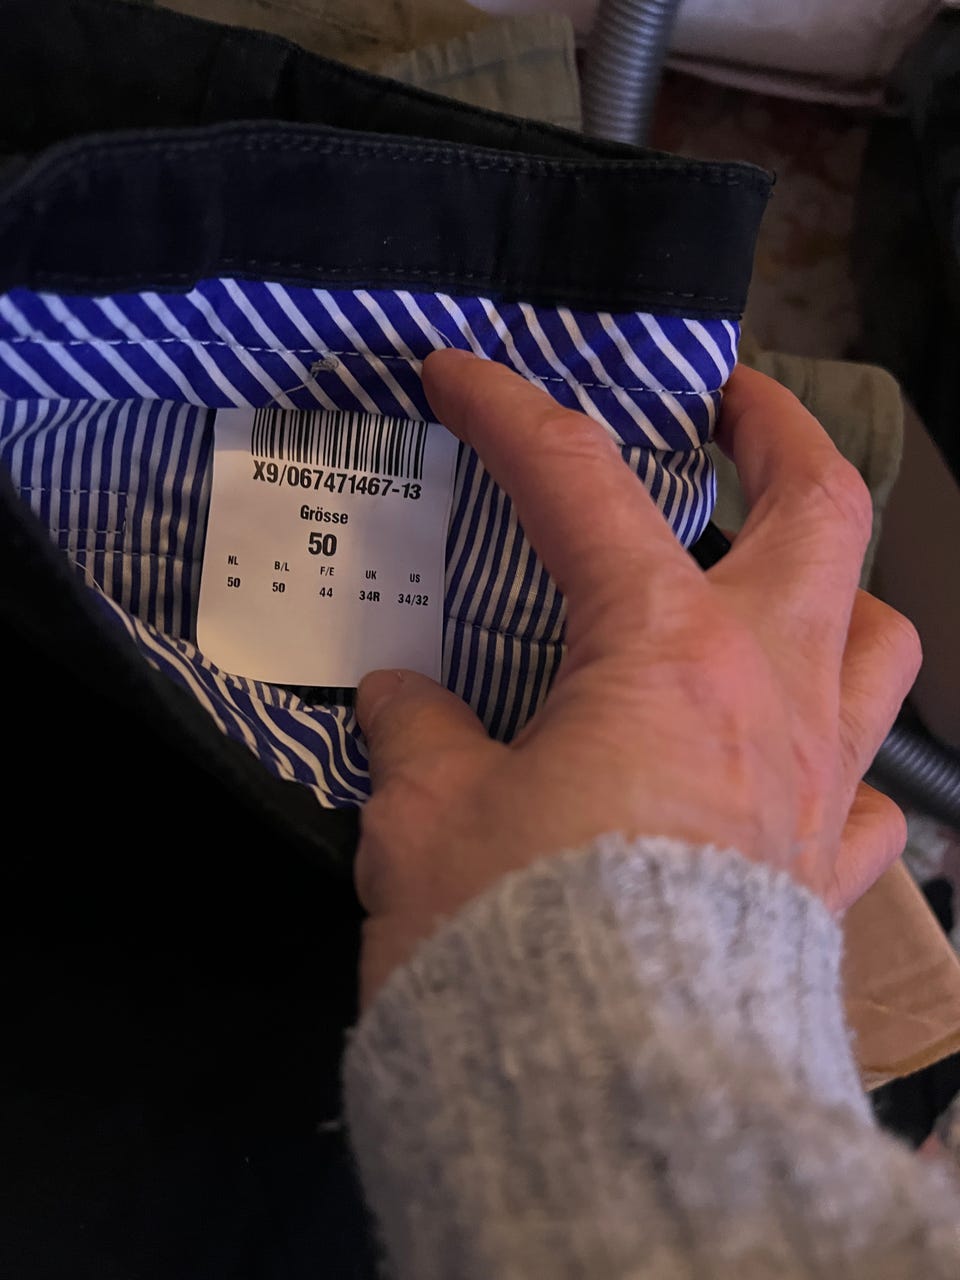 X9/067471467-13
Grösse
50
NL B/L F/E UK US
50 50 44 34R 34/32